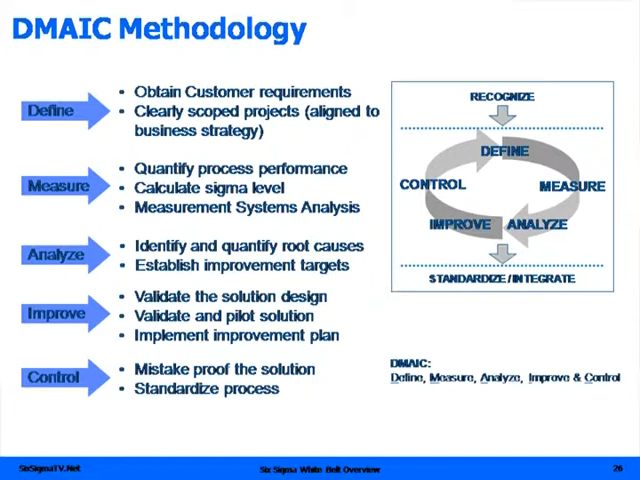 DMAIC Methodology
Define
• Obtain Customer requirements
• Clearly scoped projects (aligned to
business strategy)
Measure
• Quantify process performance
• Calculate sigma level
• Measurement Systems Analysis
Analyze
• Identify and quantify root causes
• Establish improvement targets
Improve
• Validate the solution design
• Validate and pilot solution
• Implement improvement plan
Control
• Mistake proof the solution
• Standardize process
RECOGNIZE
DEFINE
CONTROL
MEASURE
IMPROVE
ANALYZE
STANDARDIZE/INTEGRATE
DMAIC:
Define, Measure, Analyze, Improve & Control
SixSigmaTV.Net
Six Sigma White Belt Overview
26